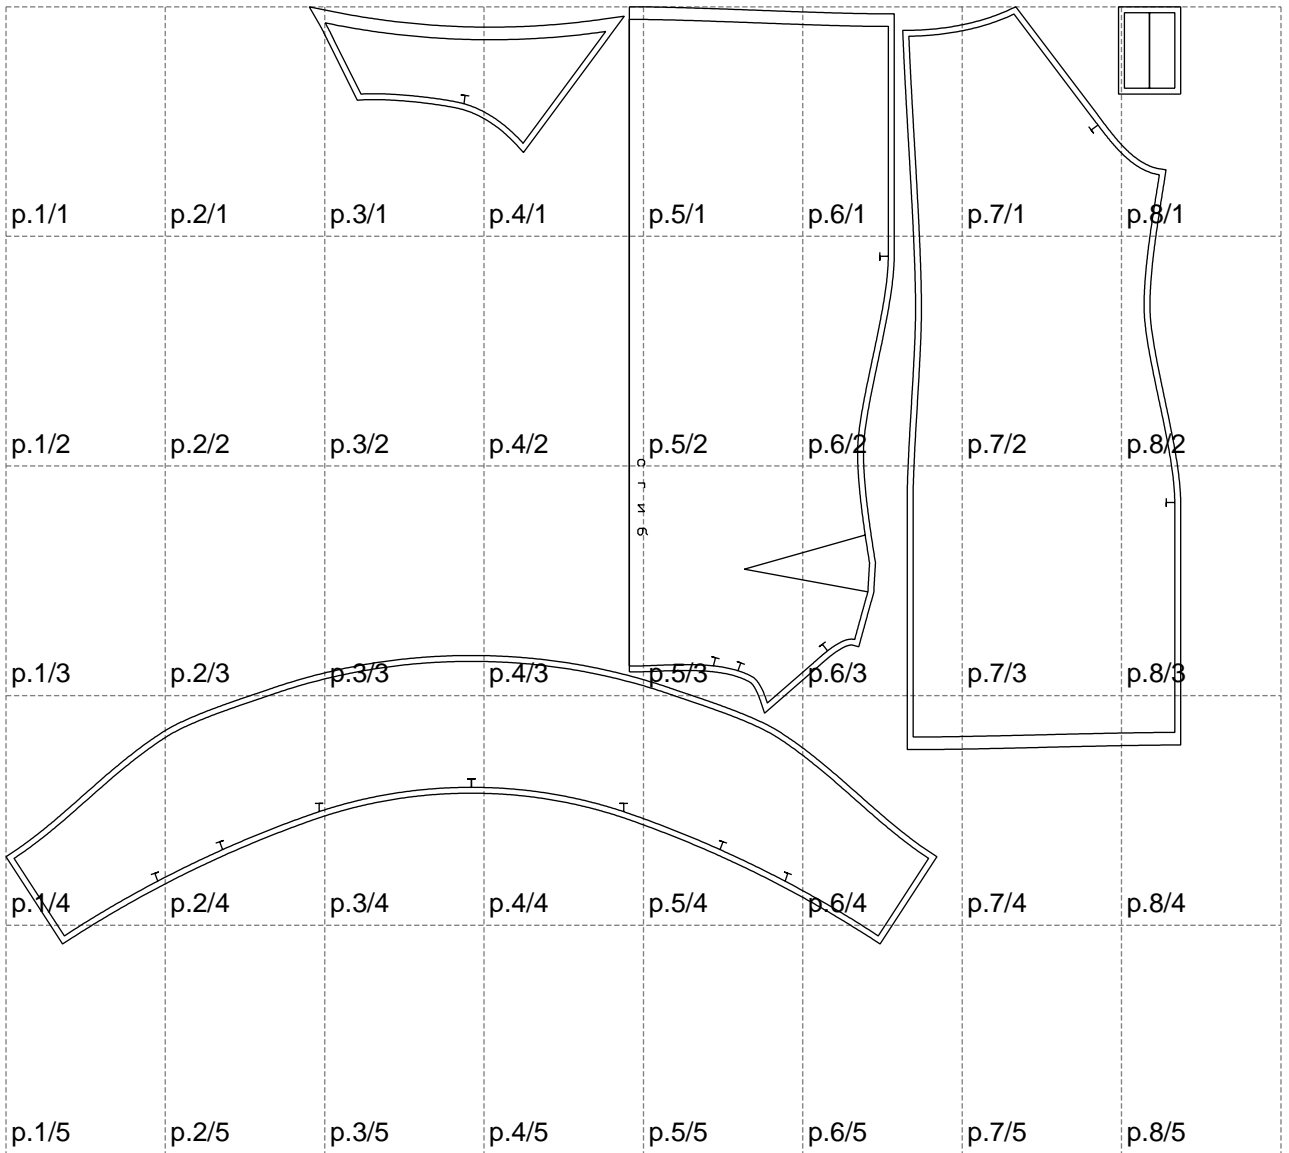 p.1/1 p.2/1 p.3/1 p.4/1 p.5/1 p.6/1 p.7/1 p.8/1
p.1/2 p.2/2 p.3/2 p.4/2 p.5/2 p.6/2 p.7/2 p.8/2
сгиб
p.1/3 p.2/3 p.3/3 p.4/3 p.5/3 p.6/3 p.7/3 p.8/3
p.1/4 p.2/4 p.3/4 p.4/4 p.5/4 p.6/4 p.7/4 p.8/4
p.1/5 p.2/5 p.3/5 p.4/5 p.5/5 p.6/5 p.7/5 p.8/5